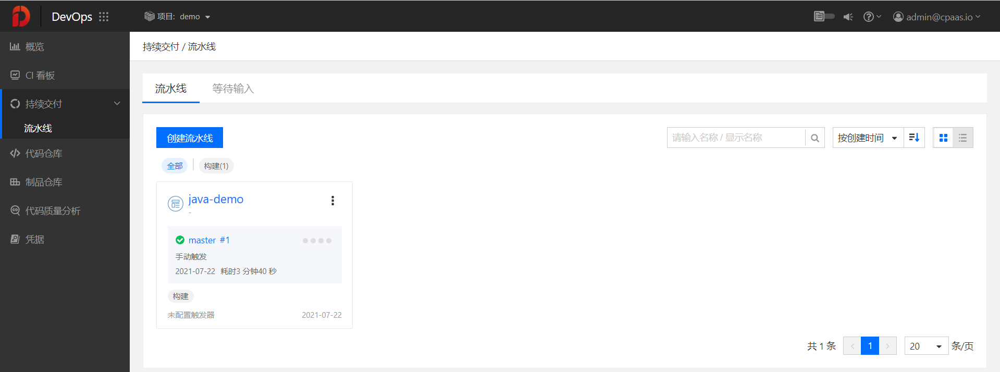 DevOps
项目: demo
admin@cpaas.io
概览
CI 看板
持续交付
流水线
代码仓库
制品仓库
代码质量分析
凭据
持续交付 / 流水线
流水线
等待输入
创建流水线
请输入名称 / 显示名称
按创建时间
全部
构建(1)
java-demo
-
master #1
手动触发
2021-07-22 耗时3 分钟40 秒
构建
未配置触发器
2021-07-22
共 1 条
1
20
条/页